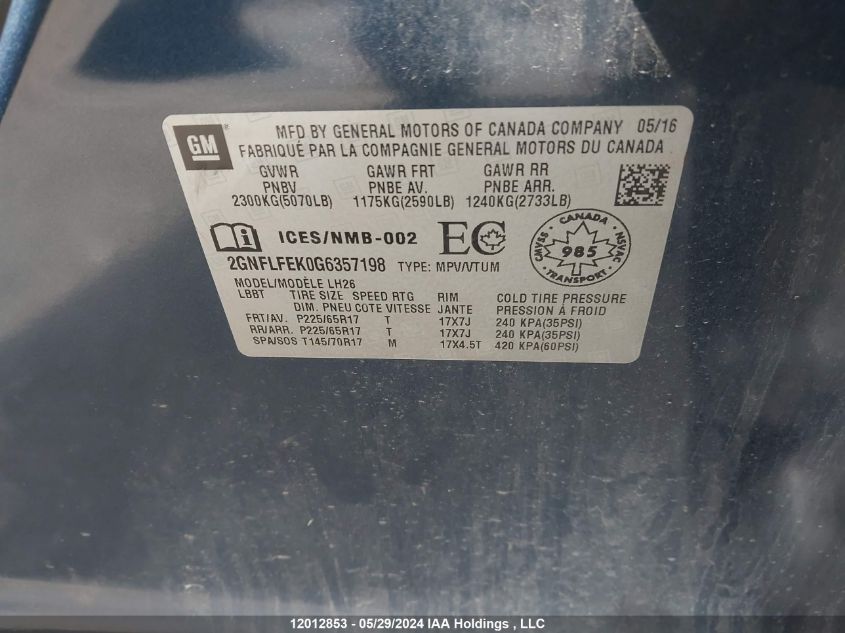 GM
MFD BY GENERAL MOTORS OF CANADA COMPANY 05/16
FABRIQUÉ PAR LA COMPAGNIE GENERAL MOTORS DU CANADA
GVWR GAWR FRT GAWR RR
PNBV PNBE AV. PNBE ARR.
2300KG(5070LB) 1175KG(2590LB) 1240KG(2733LB)
ICES/NMB-002 EC
CANADA
CMVSS 985 NSVAC
TRANSPORT
2GNFLFEK0G6357198 TYPE: MPV/VTUM
MODEL/MODÈLE LH26
LBBT TIRE SIZE SPEED RTG RIM COLD TIRE PRESSURE
DIM. PNEU COTE VITESSE JANTE PRESSION À FROID
FRT/AV. P225/65R17 T 17X7J 240 KPA(35PSI)
RR/ARR. P225/65R17 T 17X7J 240 KPA(35PSI)
SPA/SOS T145/70R17 M 17X4.5T 420 KPA(60PSI)
12012853 - 05/29/2024 IAA Holdings , LLC